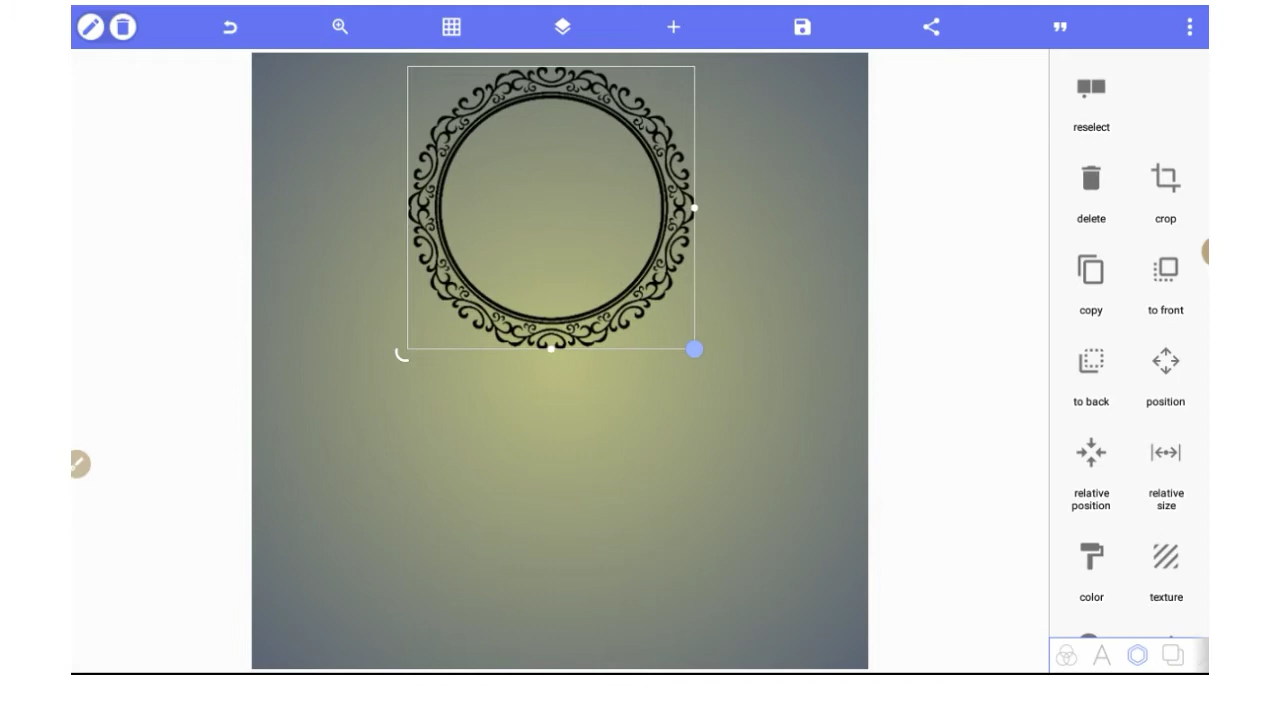 reselect
delete
crop
copy
to front
to back
position
relative
position
relative
size
color
texture